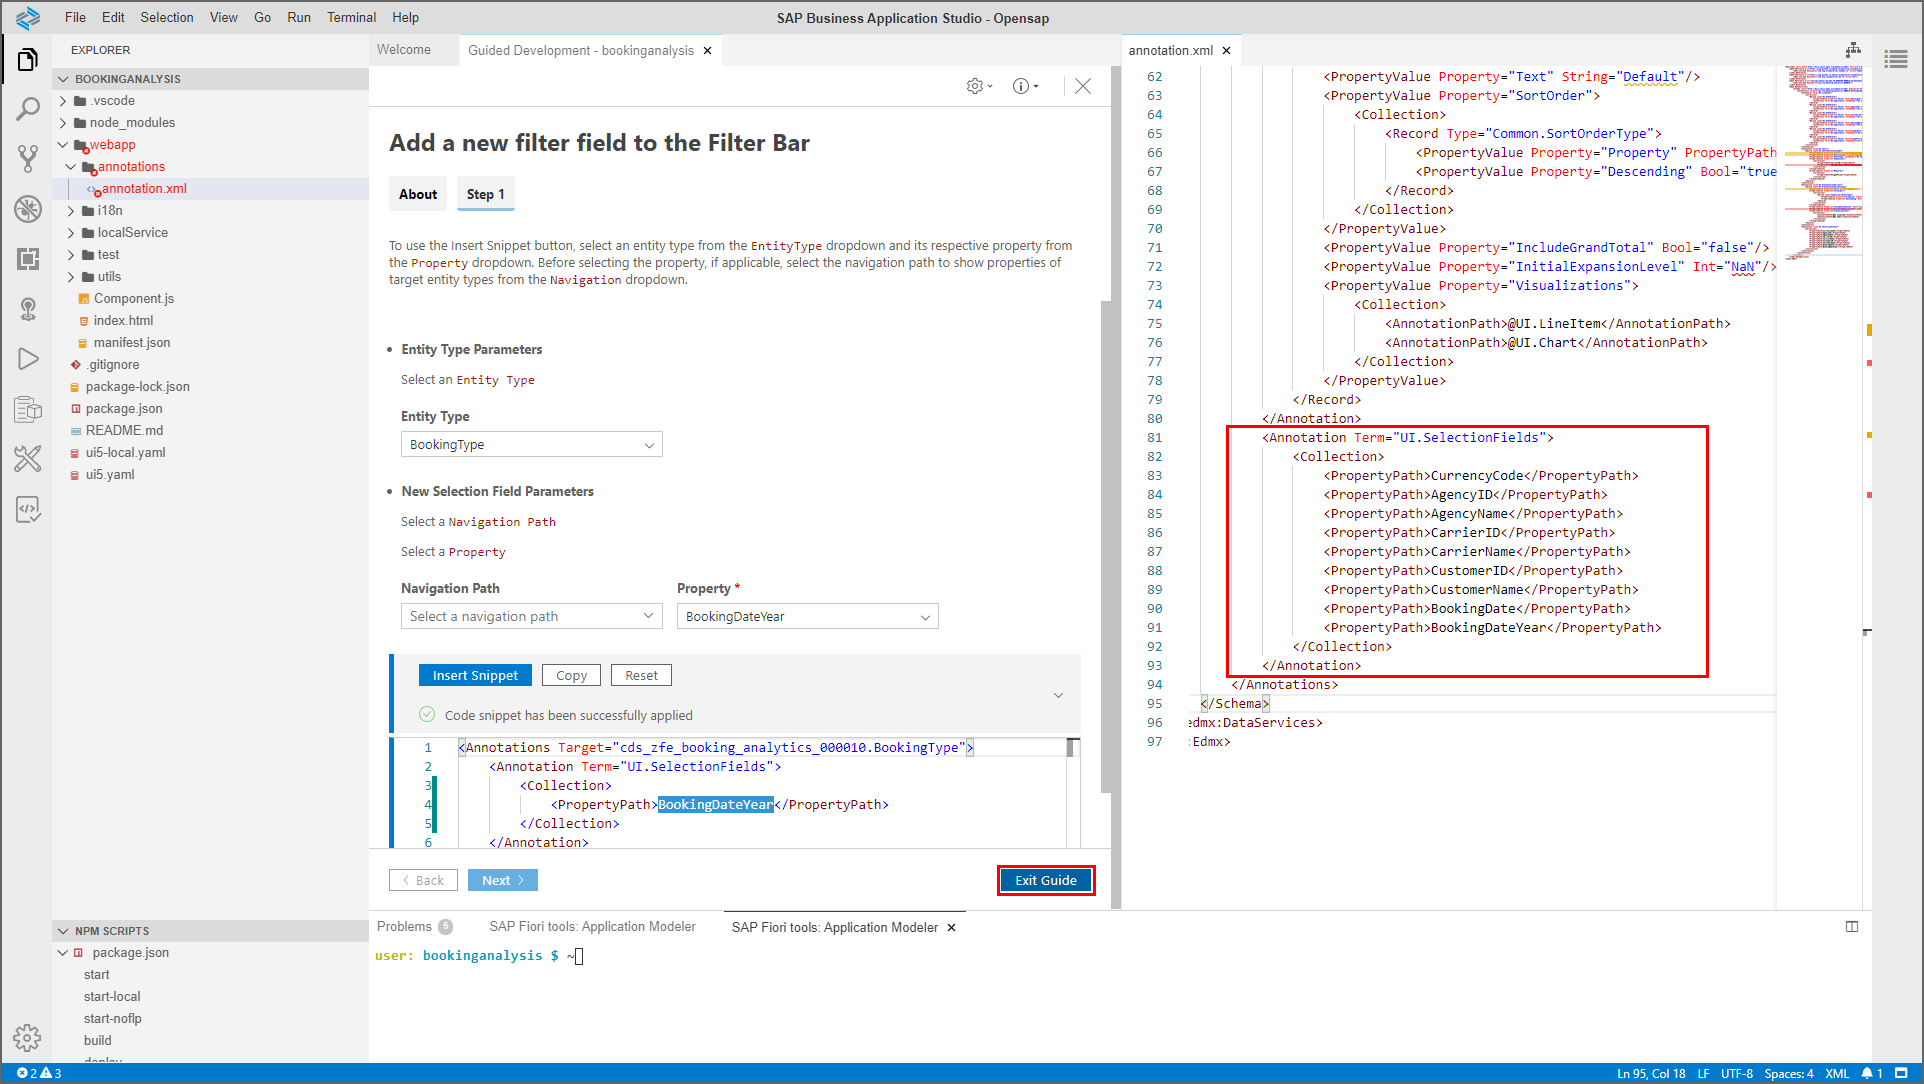 File Edit Selection View Go Run Terminal Help
SAP Business Application Studio - Opensap
EXPLORER
BOOKINGANALYSIS
.vscode
node_modules
webapp
annotations
annotation.xml
i18n
localService
test
utils
Component.js
index.html
manifest.json
.gitignore
package-lock.json
package.json
README.md
ui5-local.yaml
ui5.yaml
NPM SCRIPTS
package.json
start
start-local
start-noflp
build
deploy
Welcome
Guided Development - bookinganalysis
Add a new filter field to the Filter Bar
About
Step 1
To use the Insert Snippet button, select an entity type from the EntityType dropdown and its respective property from
the Property dropdown. Before selecting the property, if applicable, select the navigation path to show properties of
target entity types from the Navigation dropdown.
• Entity Type Parameters
Select an Entity Type
Entity Type
BookingType
• New Selection Field Parameters
Select a Navigation Path
Select a Property
Navigation Path
Property *
Select a navigation path
BookingDateYear
Insert Snippet
Copy
Reset
Code snippet has been successfully applied
1 <Annotations Target="cds_zfe_booking_analytics_000010.BookingType">
2 <Annotation Term="UI.SelectionFields">
3 <Collection>
4 <PropertyPath>BookingDateYear</PropertyPath>
5 </Collection>
6 </Annotation>
< Back
Next >
Exit Guide
annotation.xml
62 <PropertyValue Property="Text" String="Default"/>
63 <PropertyValue Property="SortOrder">
64 <Collection>
65 <Record Type="Common.SortOrderType">
66 <PropertyValue Property="Property" PropertyPath
67 <PropertyValue Property="Descending" Bool="true
68 </Record>
69 </Collection>
70 </PropertyValue>
71 <PropertyValue Property="IncludeGrandTotal" Bool="false"/>
72 <PropertyValue Property="InitialExpansionLevel" Int="NaN"/>
73 <PropertyValue Property="Visualizations">
74 <Collection>
75 <AnnotationPath>@UI.LineItem</AnnotationPath>
76 <AnnotationPath>@UI.Chart</AnnotationPath>
77 </Collection>
78 </PropertyValue>
79 </Record>
80 </Annotation>
81 <Annotation Term="UI.SelectionFields">
82 <Collection>
83 <PropertyPath>CurrencyCode</PropertyPath>
84 <PropertyPath>AgencyID</PropertyPath>
85 <PropertyPath>AgencyName</PropertyPath>
86 <PropertyPath>CarrierID</PropertyPath>
87 <PropertyPath>CarrierName</PropertyPath>
88 <PropertyPath>CustomerID</PropertyPath>
89 <PropertyPath>CustomerName</PropertyPath>
90 <PropertyPath>BookingDate</PropertyPath>
91 <PropertyPath>BookingDateYear</PropertyPath>
92 </Collection>
93 </Annotation>
94 </Annotations>
95 </Schema>
96 edmx:DataServices>
97 :Edmx>
Problems 5
SAP Fiori tools: Application Modeler
SAP Fiori tools: Application Modeler
user: bookinganalysis $ ~
2 3
Ln 95, Col 18 LF UTF-8 Spaces: 4 XML 1